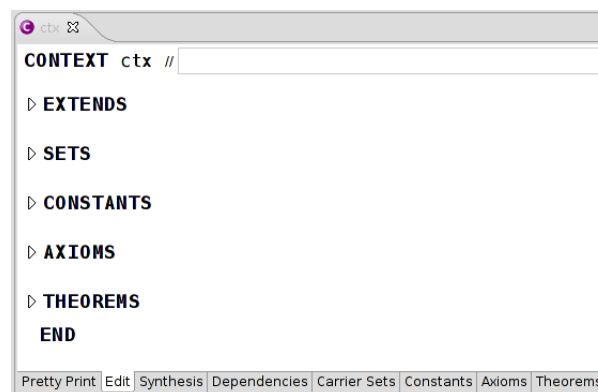 ctx
CONTEXT ctx //
EXTENDS
SETS
CONSTANTS
AXIOMS
THEOREMS
END
Pretty Print Edit Synthesis Dependencies Carrier Sets Constants Axioms Theorems